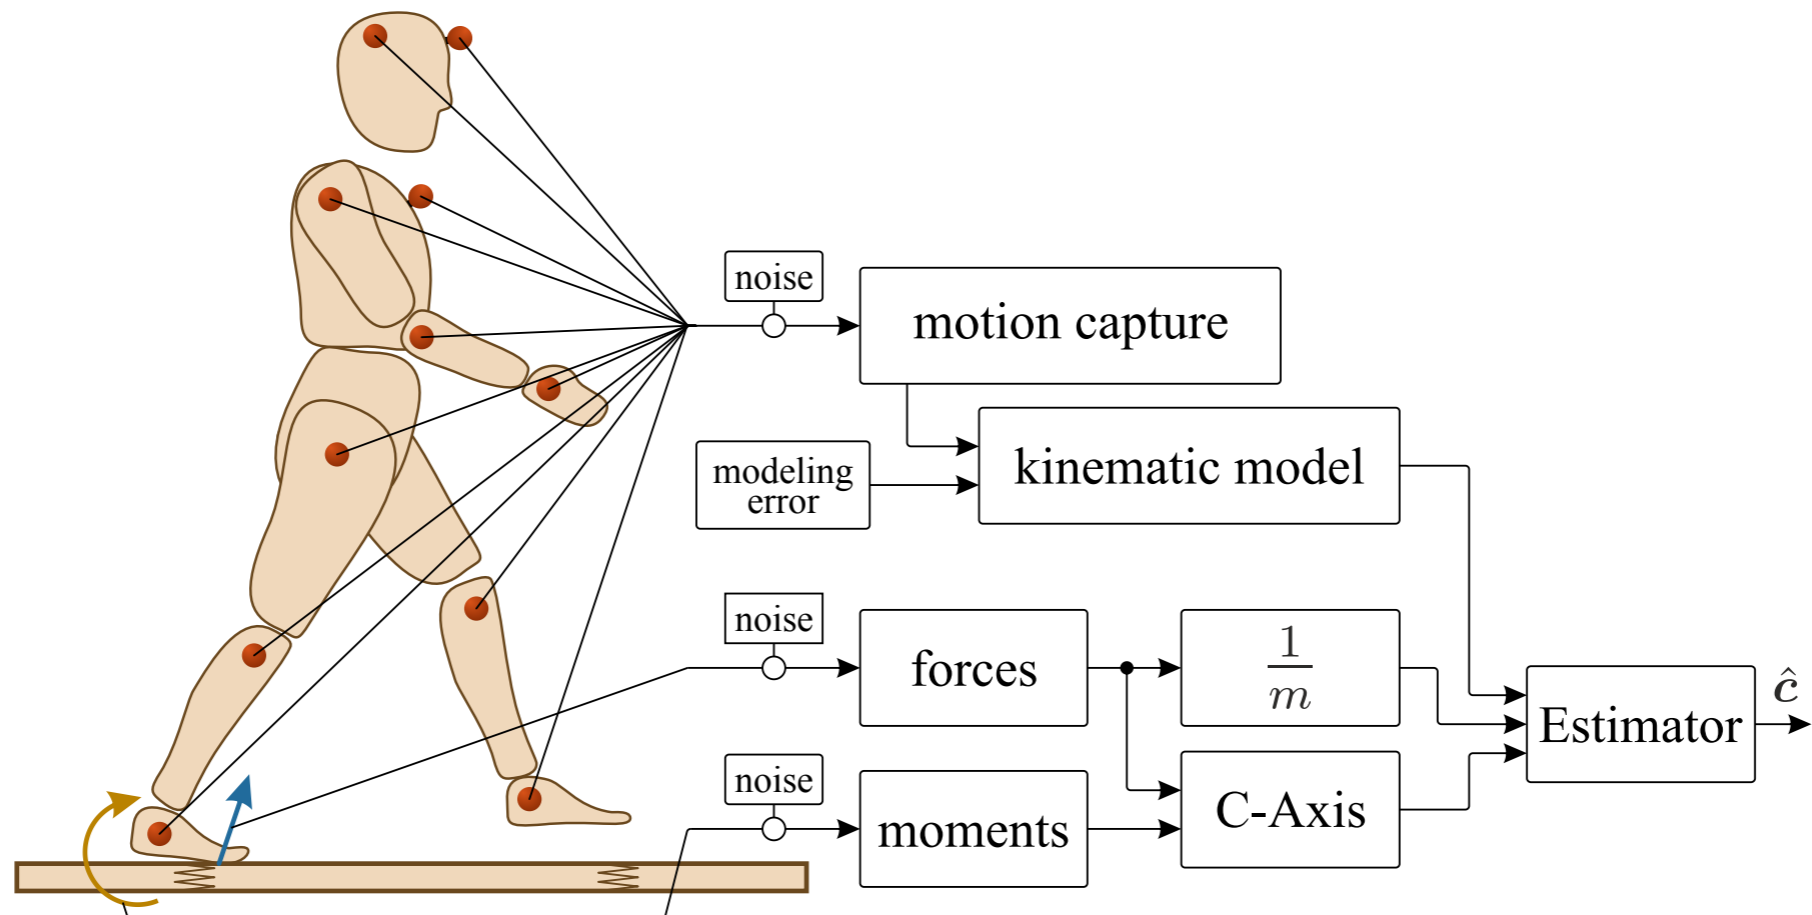 noise
motion capture
modeling
error
kinematic model
noise
forces
1
m
ĉ
Estimator
noise
moments
C-Axis